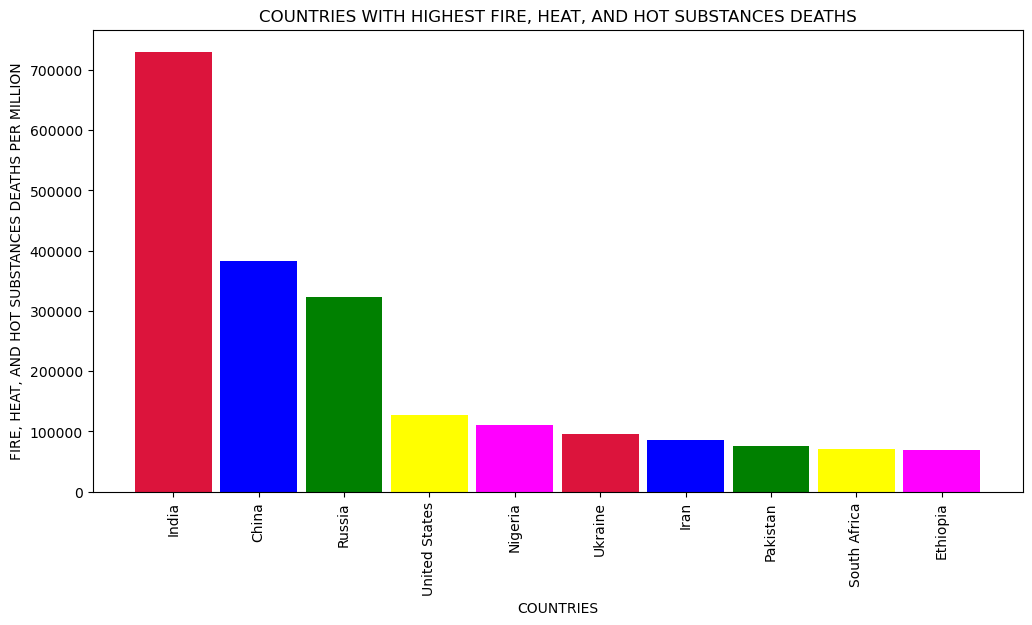 COUNTRIES WITH HIGHEST FIRE, HEAT, AND HOT SUBSTANCES DEATHS
FIRE, HEAT, AND HOT SUBSTANCES DEATHS PER MILLION
700000
600000
500000
400000
300000
200000
100000
0
India
China
Russia
United States
Nigeria
Ukraine
Iran
Pakistan
South Africa
Ethiopia
COUNTRIES